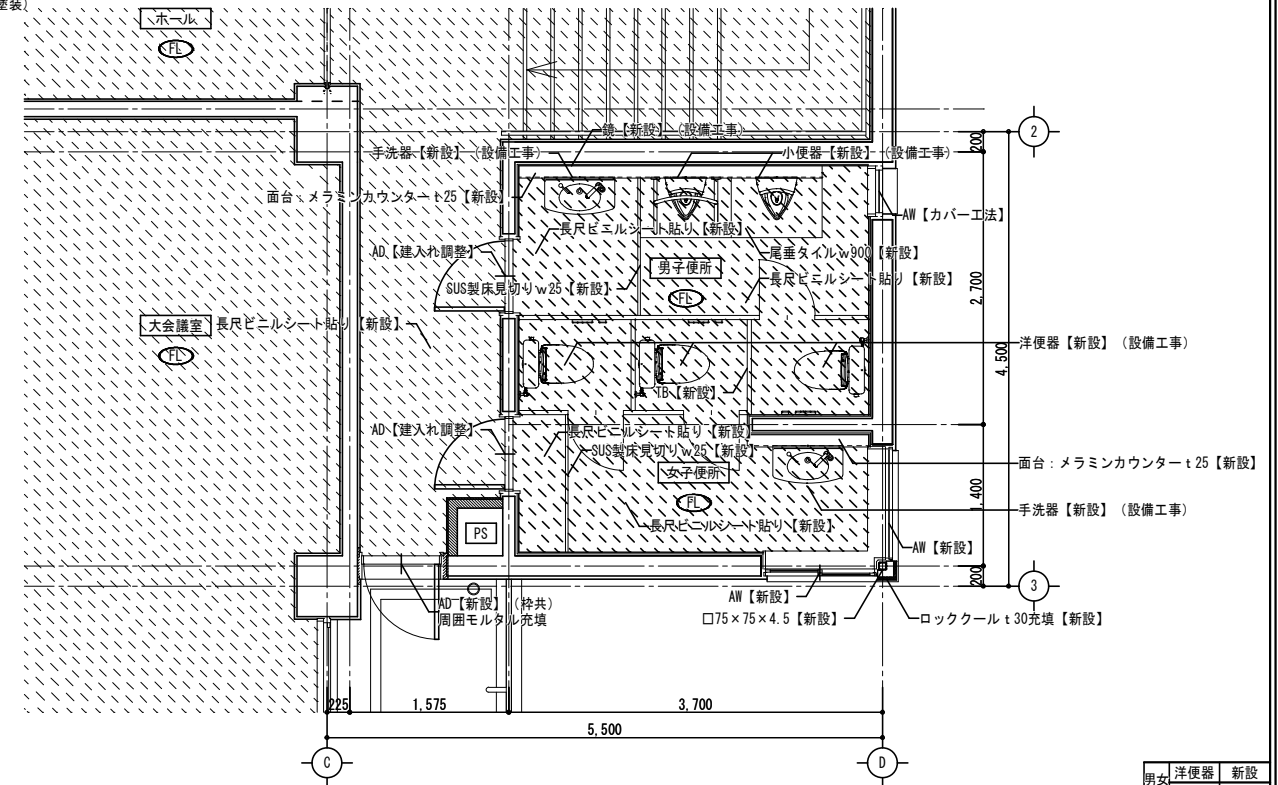 塗装）
ホール
FL
2
200
鏡【新設】（設備工事）
手洗器【新設】（設備工事）
小便器【新設】（設備工事）
面台：メラミンカウンターｔ25【新設】
AW【カバー工法】
長尺ビニルシート貼り【新設】
AD【建入れ調整】
尾垂タイルw900【新設】
男子便所
長尺ビニルシート貼り【新設】
SUS製床見切りｗ25【新設】
FL
2,700
大会議室
長尺ビニルシート貼り【新設】
FL
洋便器【新設】（設備工事）
4,500
TB【新設】
AD【建入れ調整】
長尺ビニルシート貼り【新設】
SUS製床見切りｗ25【新設】
女子便所
面台：メラミンカウンターｔ25【新設】
FL
1,400
手洗器【新設】（設備工事）
長尺ビニルシート貼り【新設】
PS
AW【新設】
200
3
AD【新設】（枠共）
周囲モルタル充填
AW【新設】
□75×75×4.5【新設】
ロッククールｔ30充填【新設】
225
1,575
3,700
5,500
C
D
男女
洋便器
新設